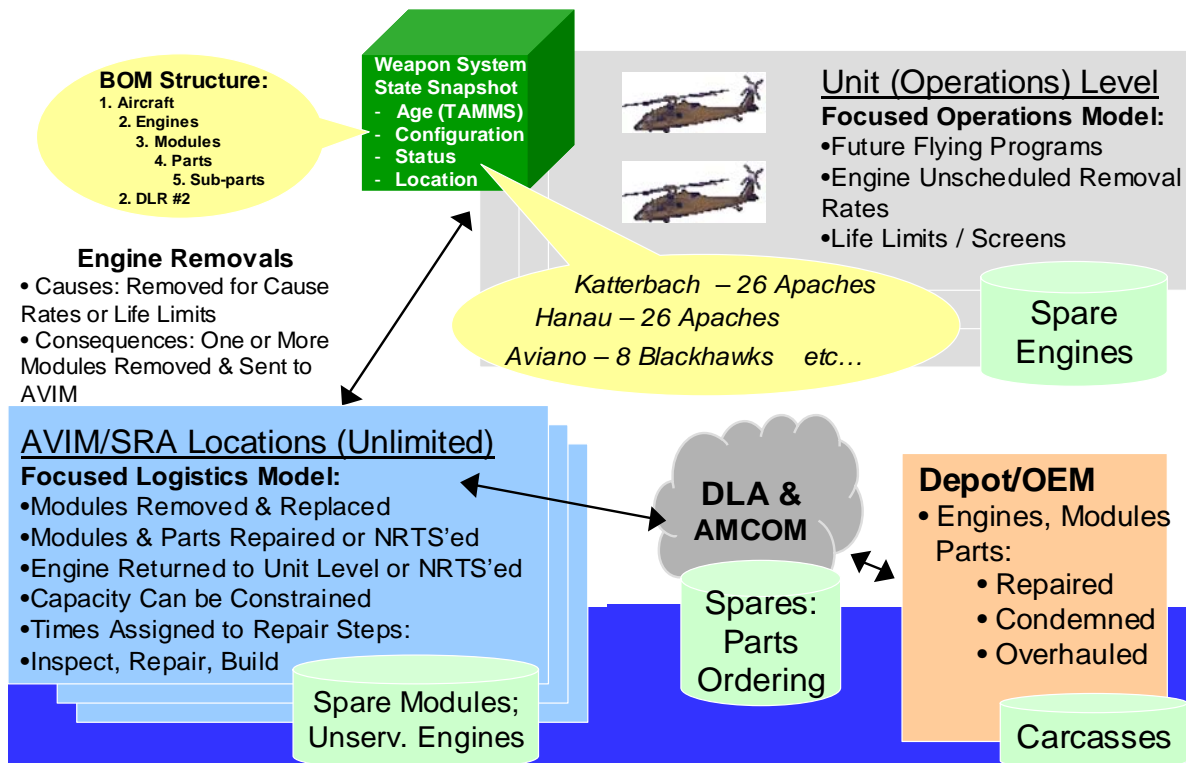 BOM Structure:
1. Aircraft
2. Engines
3. Modules
4. Parts
5. Sub-parts
2. DLR #2
Weapon System
State Snapshot
- Age (TAMMS)
- Configuration
- Status
- Location
Unit (Operations) Level
Focused Operations Model:
•Future Flying Programs
•Engine Unscheduled Removal
Rates
•Life Limits / Screens
Engine Removals
• Causes: Removed for Cause
Rates or Life Limits
• Consequences: One or More
Modules Removed & Sent to
AVIM
Katterbach – 26 Apaches
Hanau – 26 Apaches
Aviano – 8 Blackhawks etc…
Spare
Engines
AVIM/SRA Locations (Unlimited)
Focused Logistics Model:
•Modules Removed & Replaced
•Modules & Parts Repaired or NRTS'ed
•Engine Returned to Unit Level or NRTS'ed
•Capacity Can be Constrained
•Times Assigned to Repair Steps:
•Inspect, Repair, Build
Spare Modules;
Unserv. Engines
DLA &
AMCOM
Spares:
Parts
Ordering
Depot/OEM
• Engines, Modules
Parts:
• Repaired
• Condemned
• Overhauled
Carcasses